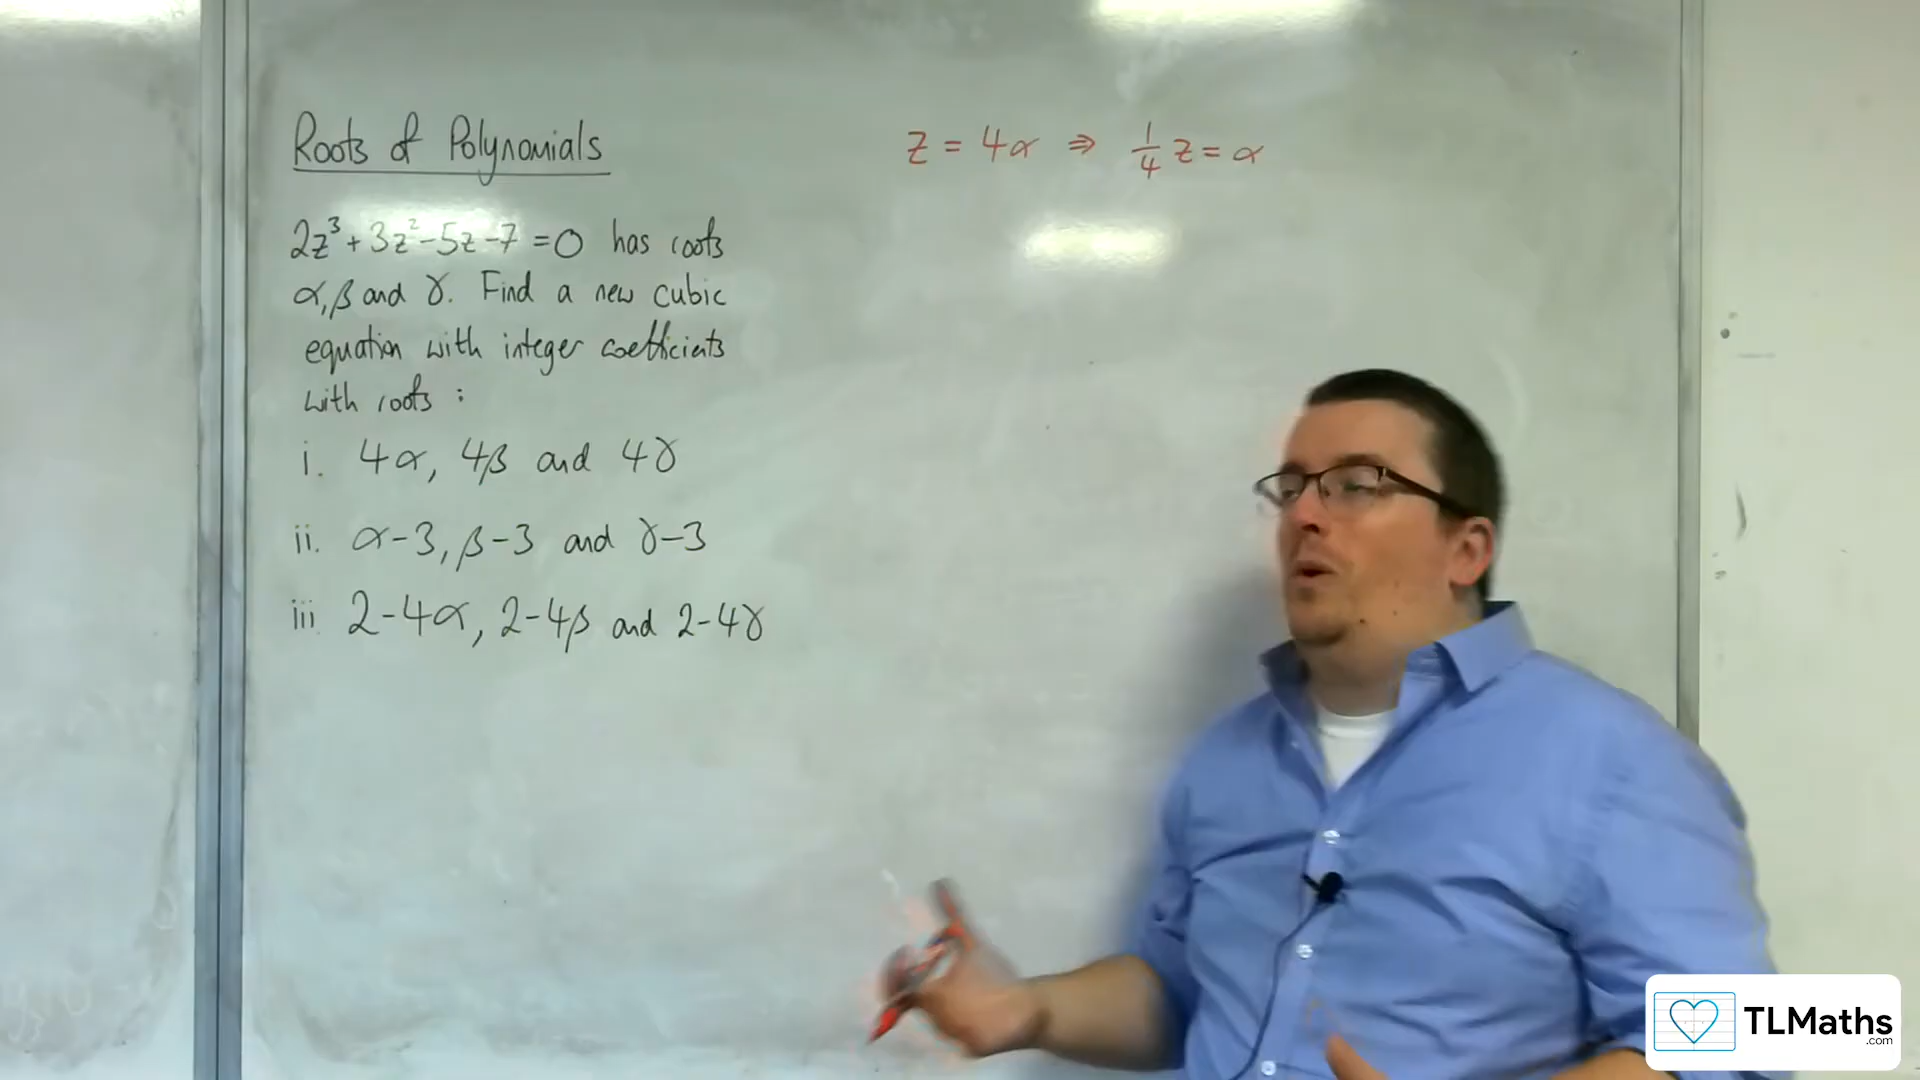 Roots of Polynomials
2z³+3z²-5z-7=0 has roots
α, β and γ. Find a new cubic
equation with integer coefficients
with roots :
i. 4α, 4β and 4γ
ii. α-3, β-3 and γ-3
iii 2-4α, 2-4β and 2-4γ
z = 4α ⇒ 1/4 z = α
TLMaths
.com